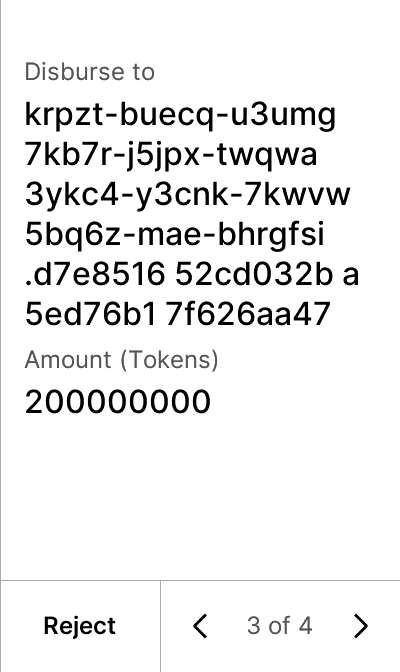 Disburse to
krpzt-buecq-u3umg
7kb7r-j5jpx-twqwa
3ykc4-y3cnk-7kwvw
5bq6z-mae-bhrgfsi
.d7e8516 52cd032b a
5ed76b1 7f626aa47
Amount (Tokens)
200000000
Reject
3 of 4